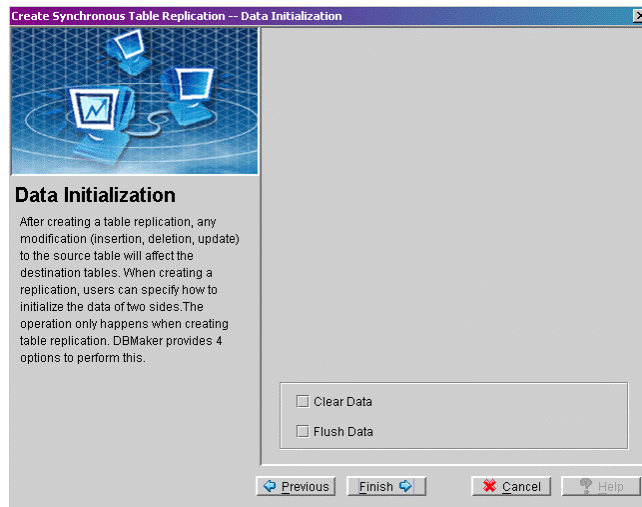 Create Synchronous Table Replication -- Data Initialization
Data Initialization
After creating a table replication, any
modification (insertion, deletion, update)
to the source table will affect the
destination tables. When creating a
replication, users can specify how to
initialize the data of two sides.The
operation only happens when creating
table replication. DBMaker provides 4
options to perform this.
Clear Data
Flush Data
Previous Finish Cancel Help